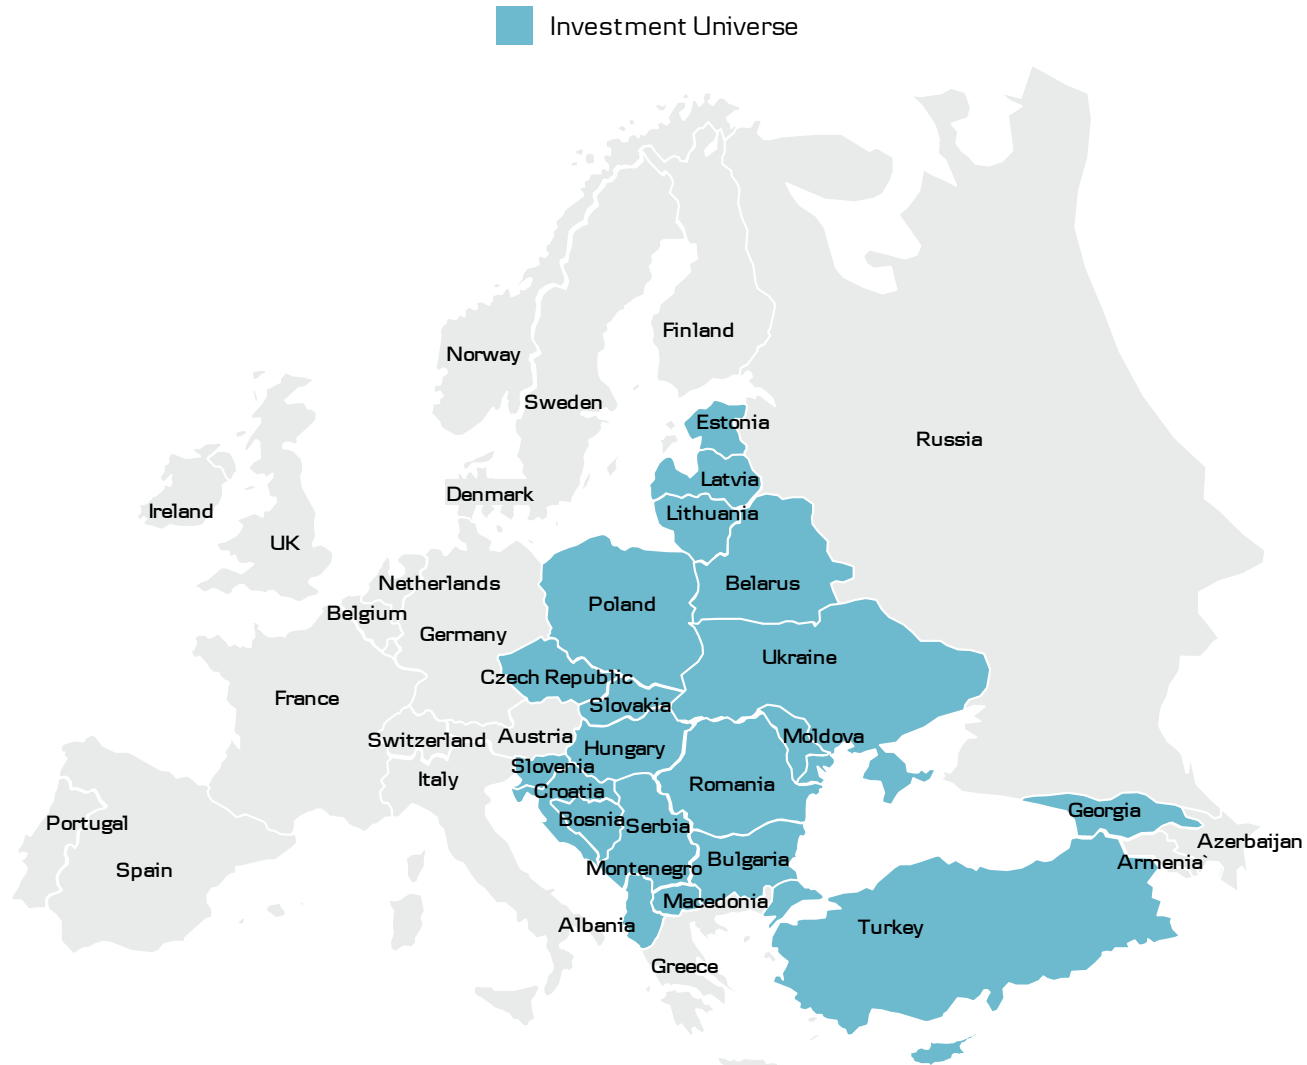 Investment Universe
Finland
Norway
Sweden
Estonia
Russia
Latvia
Denmark
Ireland
Lithuania
UK
Netherlands
Belarus
Poland
Belgium
Germany
Ukraine
Czech Republic
France
Slovakia
Switzerland
Austria
Moldova
Hungary
Slovenia
Italy
Romania
Croatia
Georgia
Portugal
Bosnia
Serbia
Azerbaijan
Bulgaria
Armenia`
Spain
Montenegro
Macedonia
Albania
Turkey
Greece